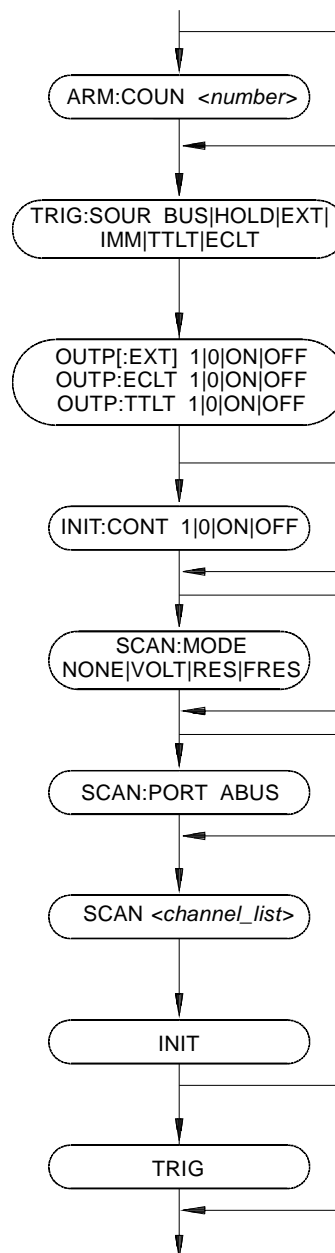 ARM:COUN <number>
TRIG:SOUR BUS|HOLD|EXT|
IMM|TTLT|ECLT
OUTP[:EXT] 1|0|ON|OFF
OUTP:ECLT 1|0|ON|OFF
OUTP:TTLT 1|0|ON|OFF
INIT:CONT 1|0|ON|OFF
SCAN:MODE
NONE|VOLT|RES|FRES
SCAN:PORT ABUS
SCAN <channel_list>
INIT
TRIG